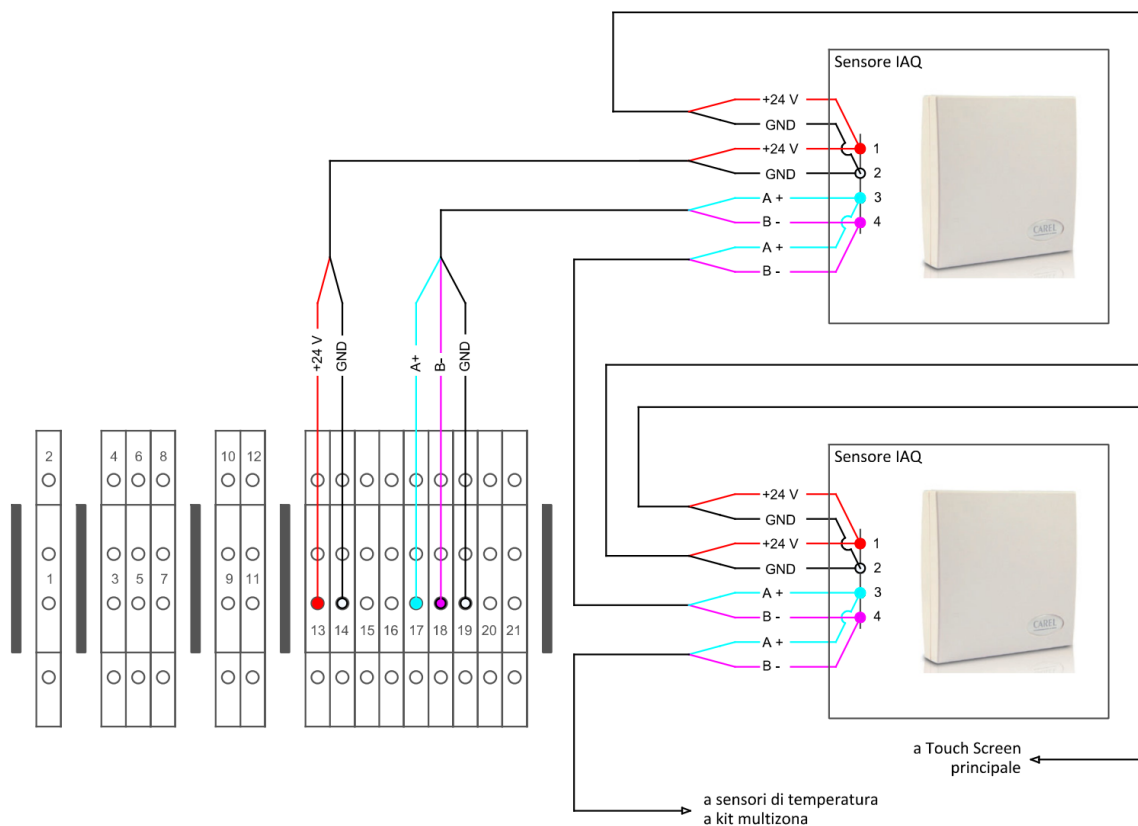 Sensore IAQ
+24 V
GND
+24 V
GND
A +
B -
A +
B -
1
2
3
4
CAREL
+24 V
GND
A+
B-
GND
Sensore IAQ
+24 V
GND
+24 V
GND
A +
B -
A +
B -
1
2
3
4
CAREL
2
4 6 8
10 12
1
3 5 7
9 11
13 14 15 16 17 18 19 20 21
a Touch Screen
principale
a sensori di temperatura
a kit multizona